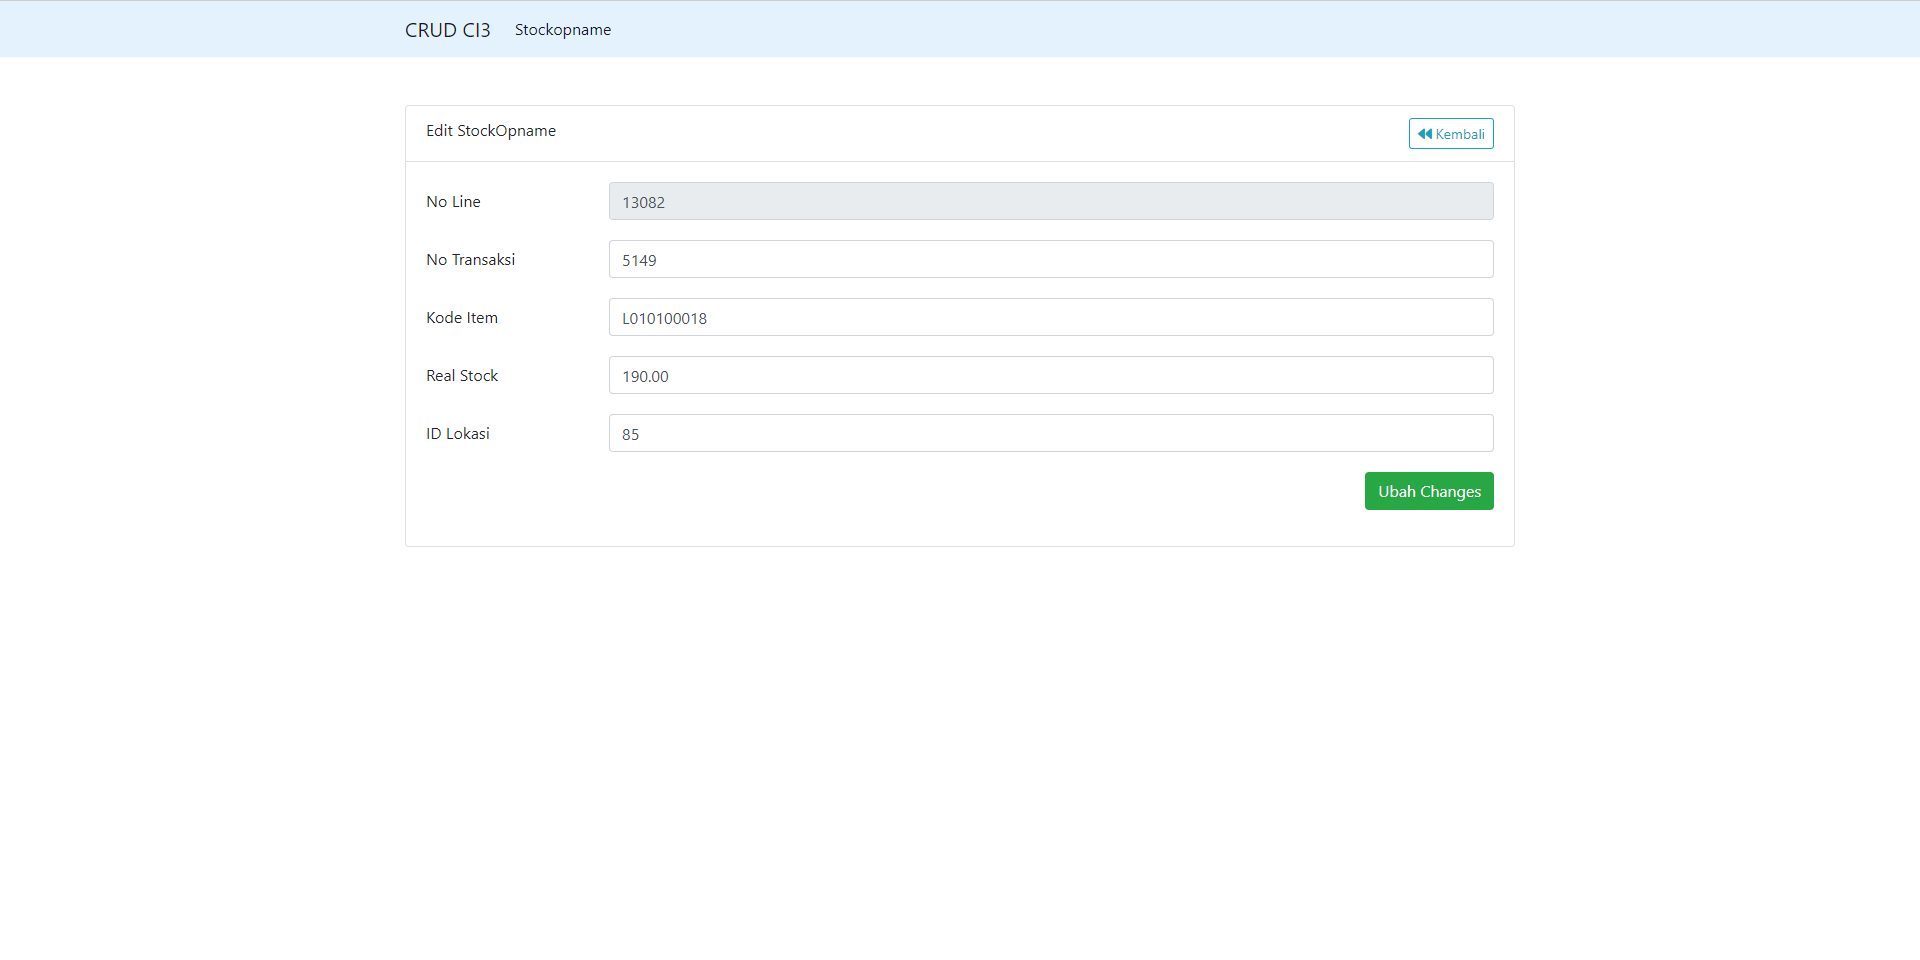 CRUD CI3 Stockopname
Edit StockOpname Kembali
No Line 13082
No Transaksi 5149
Kode Item L010100018
Real Stock 190.00
ID Lokasi 85
Ubah Changes